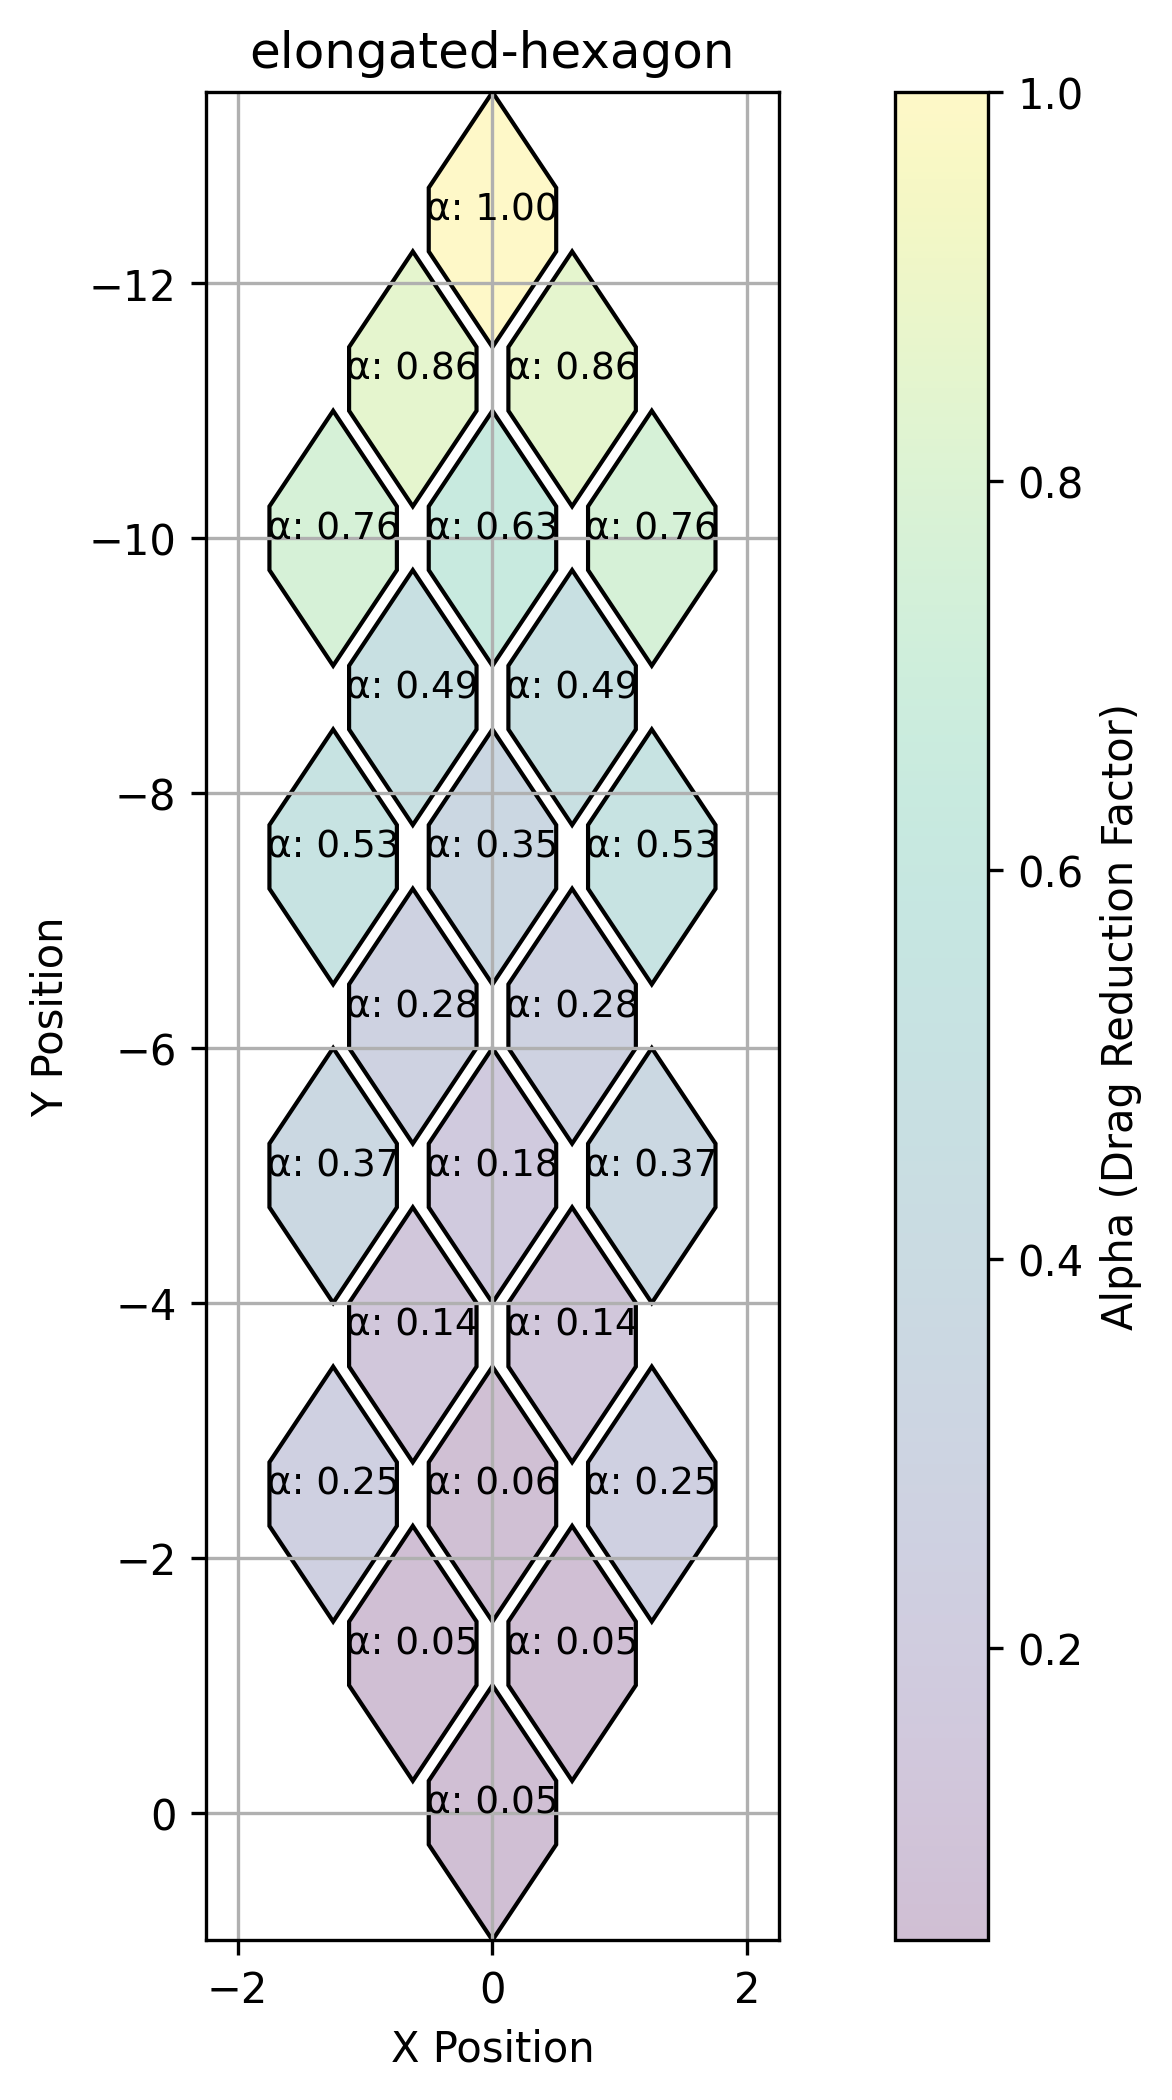 elongated-hexagon
α: 1.00
α: 0.86 α: 0.86
α: 0.76 α: 0.63 α: 0.76
α: 0.49 α: 0.49
α: 0.53 α: 0.35 α: 0.53
α: 0.28 α: 0.28
α: 0.37 α: 0.18 α: 0.37
α: 0.14 α: 0.14
α: 0.25 α: 0.06 α: 0.25
α: 0.05 α: 0.05
α: 0.05
−12
−10
−8
−6
−4
−2
0
Y Position
−2 0 2
X Position
1.0
0.8
0.6
0.4
0.2
Alpha (Drag Reduction Factor)